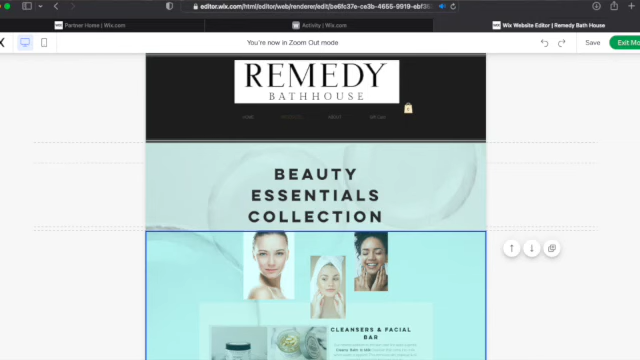 editor.wix.com/html/editor/web/renderer/edit/be6fc37e-ce3b-4655-9919-ebf3f
Partner Home | Wix.com
Activity | Wix.com
Wix Website Editor | Remedy Bath House
X
You're now in Zoom Out mode
Save
Exit Mo
REMEDY
BATHHOUSE
HOME
ABOUT
BEAUTY
ESSENTIALS
COLLECTION
CLEANSERS & FACIAL
BAR